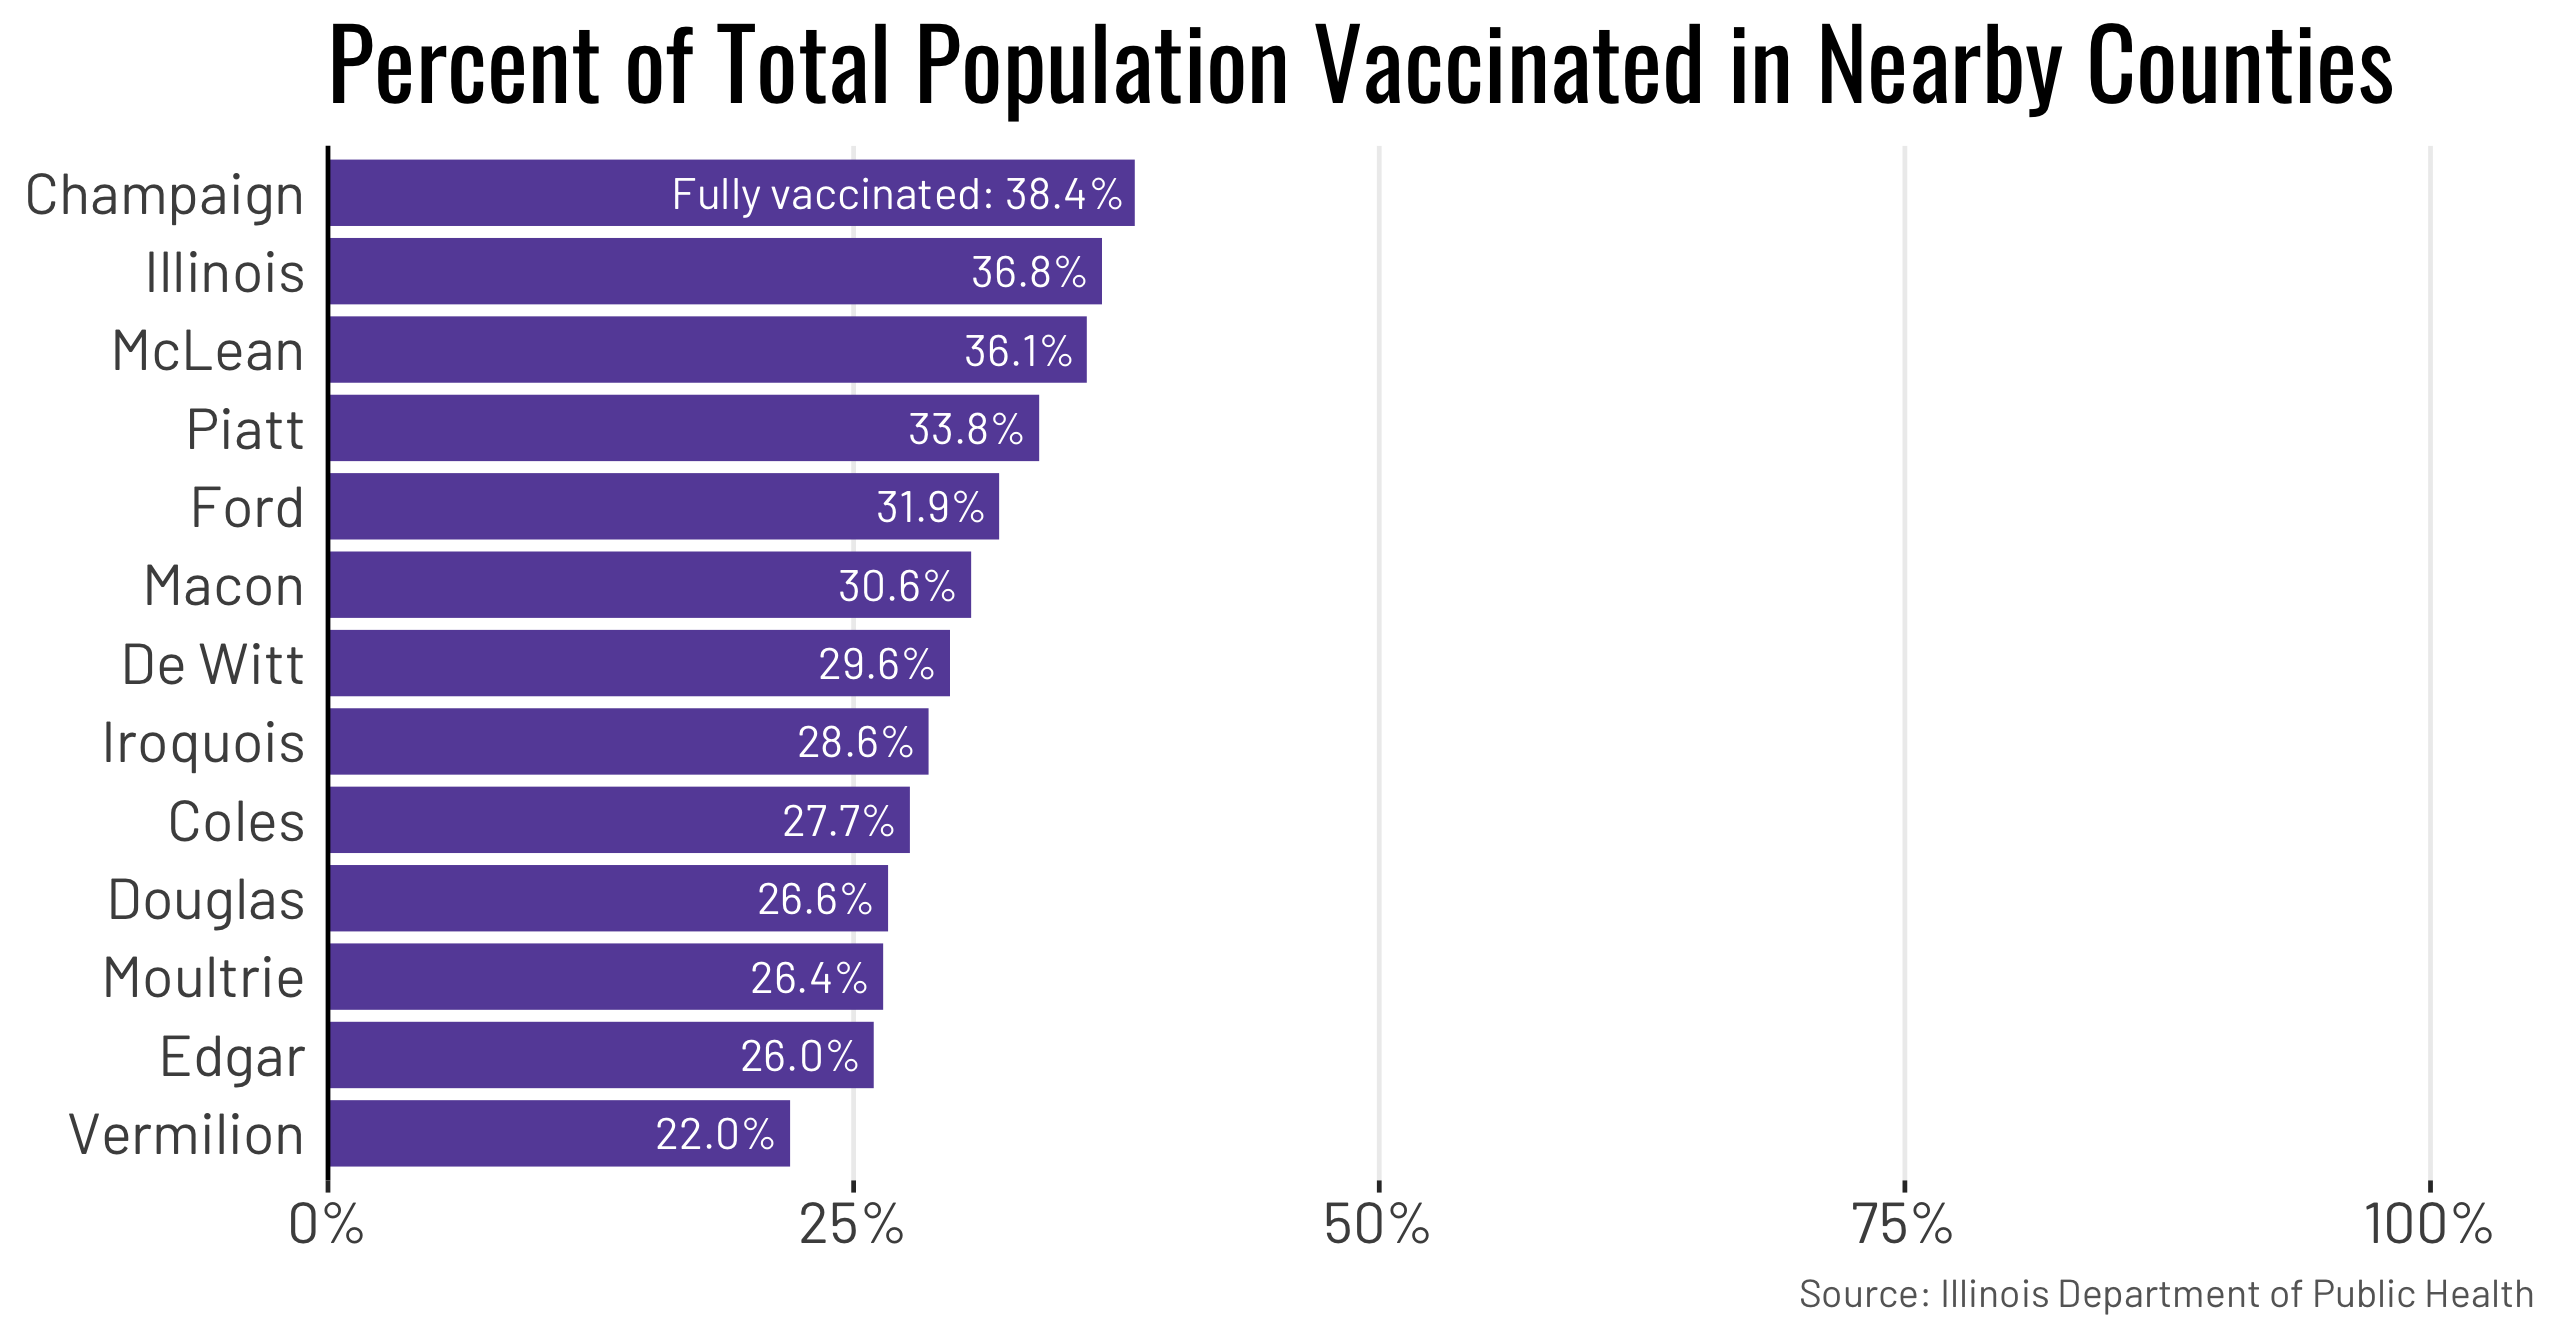 Percent of Total Population Vaccinated in Nearby Counties
Champaign Fully vaccinated: 38.4%
Illinois 36.8%
McLean 36.1%
Piatt 33.8%
Ford 31.9%
Macon 30.6%
De Witt 29.6%
Iroquois 28.6%
Coles 27.7%
Douglas 26.6%
Moultrie 26.4%
Edgar 26.0%
Vermilion 22.0%
0% 25% 50% 75% 100%
Source: Illinois Department of Public Health